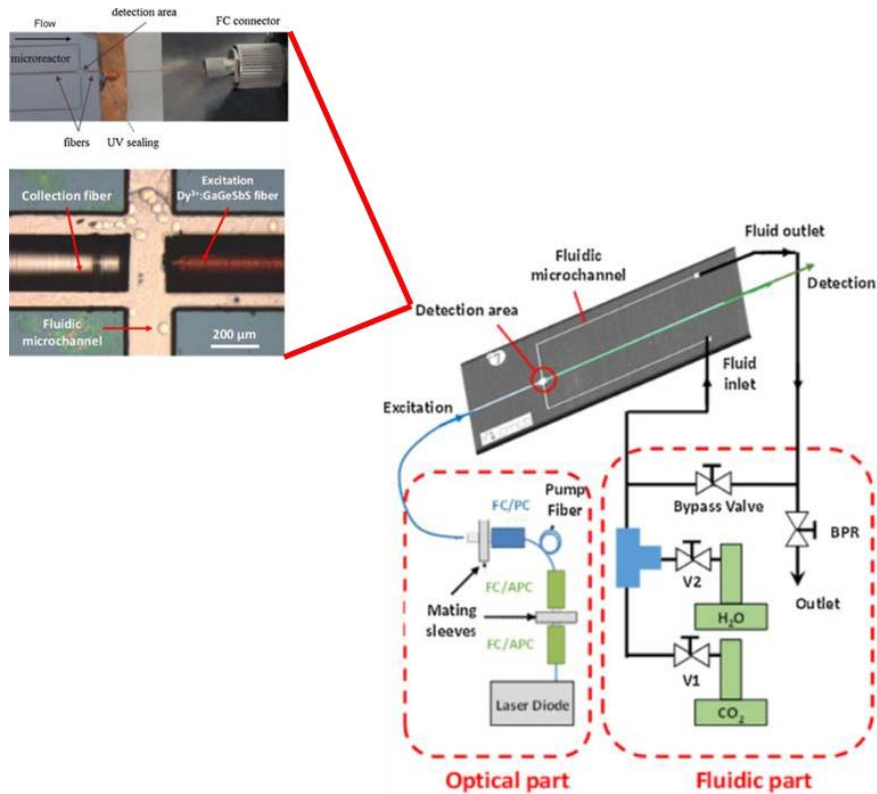 detection area
FC connector
Flow
microreactor
fibers
UV sealing
Collection fiber
Excitation
Dy³⁺:GaGeSbS fiber
Fluidic
microchannel
200 µm
Fluid outlet
Fluidic
microchannel
Detection
Detection area
7
Fluid
inlet
Excitation
FC/PC
Pump
Fiber
Bypass Valve
BPR
FC/APC
V2
Mating
sleeves
Outlet
H₂O
FC/APC
V1
Laser Diode
CO₂
Optical part
Fluidic part